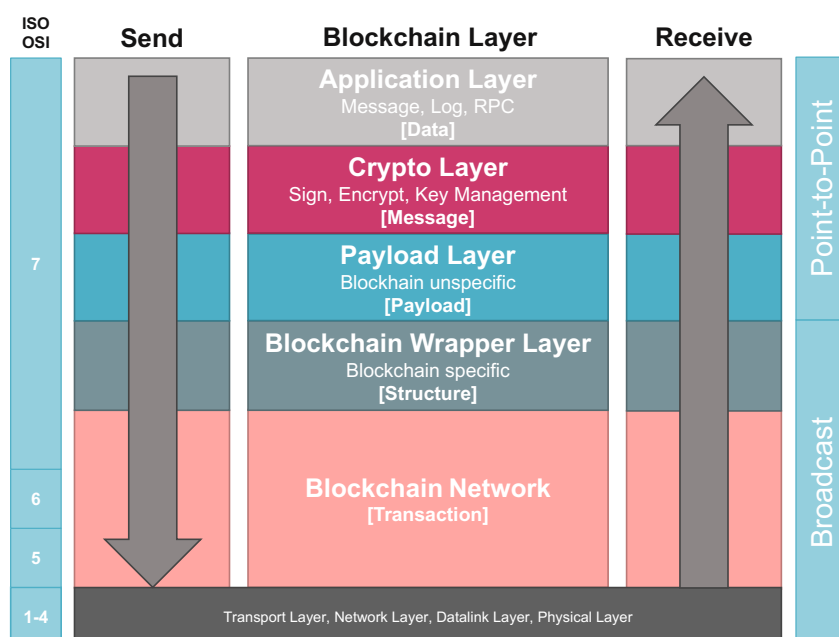 ISO
OSI
Send
Blockchain Layer
Receive
Application Layer
Message, Log, RPC
[Data]
Crypto Layer
Sign, Encrypt, Key Management
[Message]
Payload Layer
Blockhain unspecific
[Payload]
Blockchain Wrapper Layer
Blockchain specific
[Structure]
Blockchain Network
[Transaction]
Transport Layer, Network Layer, Datalink Layer, Physical Layer
7
6
5
1-4
Point-to-Point
Broadcast